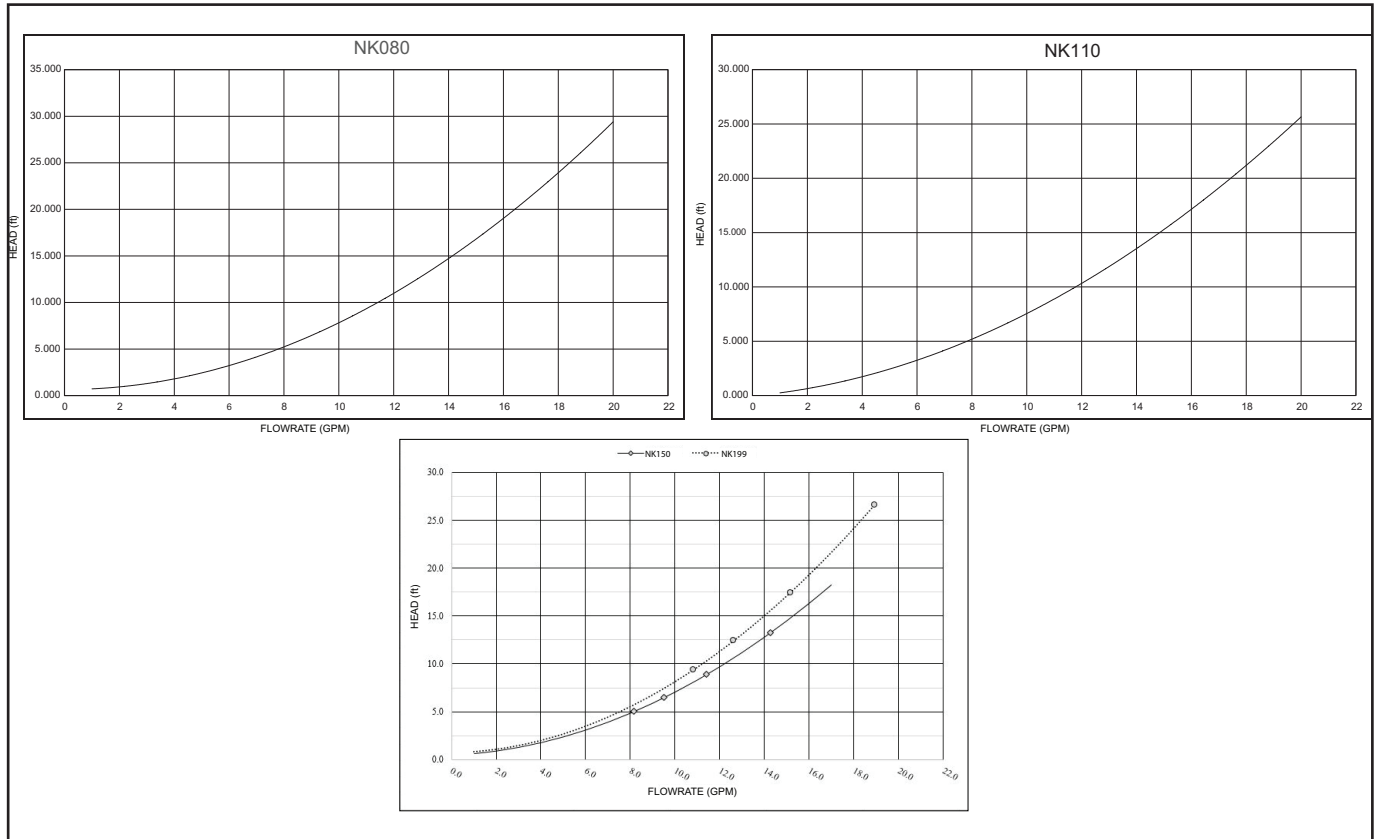 NK080
35.000
30.000
25.000
20.000
15.000
10.000
5.000
0.000
HEAD (ft)
0 2 4 6 8 10 12 14 16 18 20 22
FLOWRATE (GPM)
NK110
30.000
25.000
20.000
15.000
10.000
5.000
0.000
HEAD (ft)
0 2 4 6 8 10 12 14 16 18 20 22
FLOWRATE (GPM)
NK150 NK199
30.0
25.0
20.0
15.0
10.0
5.0
0.0
HEAD (ft)
0.0 2.0 4.0 6.0 8.0 10.0 12.0 14.0 16.0 18.0 20.0 22.0
FLOWRATE (GPM)